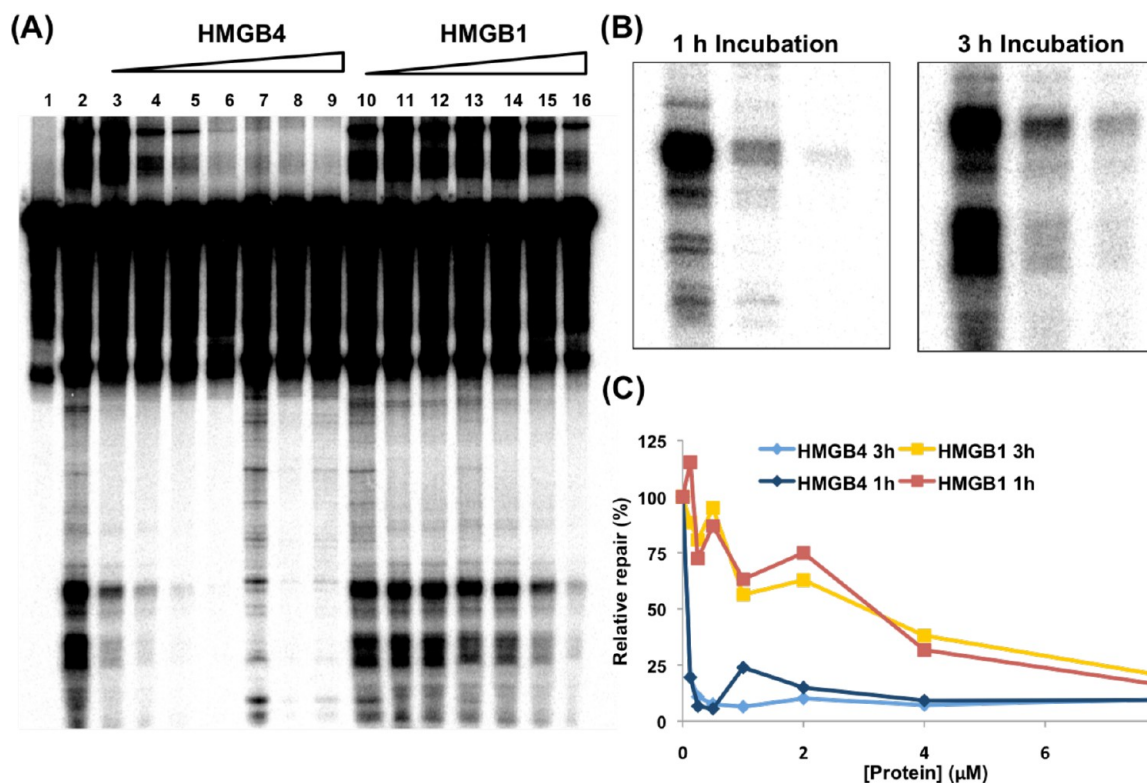 (A)
HMGB4 HMGB1
1 2 3 4 5 6 7 8 9 10 11 12 13 14 15 16
(B)
1 h Incubation 3 h Incubation
(C)
HMGB4 3h HMGB1 3h
HMGB4 1h HMGB1 1h
Relative repair (%)
125
100
75
50
25
0
0 2 4 6
[Protein] (µM)